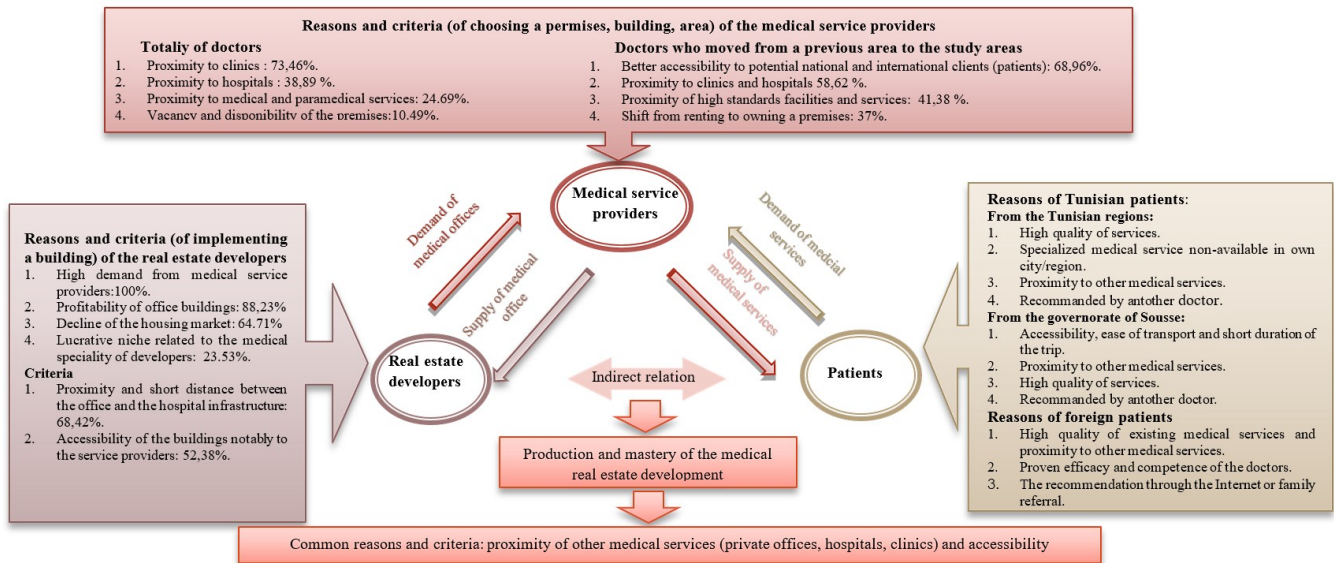 Reasons and criteria (of choosing a permises, building, area) of the medical service providers
Totaliy of doctors
1. Proximity to clinics : 73,46%.
2. Proximity to hospitals : 38,89 %.
3. Proximity to medical and paramedical services: 24.69%.
4. Vacancy and disponibility of the premises:10.49%.
Doctors who moved from a previous area to the study areas
1. Better accessibility to potential national and international clients (patients): 68,96%.
2. Proximity to clinics and hospitals 58,62 %.
3. Proximity of high standards facilities and services: 41,38 %.
4. Shift from renting to owning a premises: 37%.
Medical service
providers
Demand of
medical offices
Supply of medical
office
Demand of medcial
services
Supply of
medical services
Reasons and criteria (of implementing
a building) of the real estate developers
1. High demand from medical service
providers:100%.
2. Profitability of office buildings: 88,23%
3. Decline of the housing market: 64.71%
4. Lucrative niche related to the medical
speciality of developers: 23.53%.
Criteria
1. Proximity and short distance between
the office and the hospital infrastructure:
68,42%.
2. Accessibility of the buildings notably to
the service providers: 52,38%.
Real estate
developers
Indirect relation
Patients
Reasons of Tunisian patients:
From the Tunisian regions:
1. High quality of services.
2. Specialized medical service non-available in own
city/region.
3. Proximity to other medical services.
4. Recommanded by antother doctor.
From the governorate of Sousse:
1. Accessibility, ease of transport and short duration of
the trip.
2. Proximity to other medical services.
3. High quality of services.
4. Recommanded by antother doctor.
Reasons of foreign patients
1. High quality of existing medical services and
proximity to other medical services.
2. Proven efficacy and competence of the doctors.
3. The recommendation through the Internet or family
referral.
Production and mastery of the medical
real estate development
Common reasons and criteria: proximity of other medical services (private offices, hospitals, clinics) and accessibility